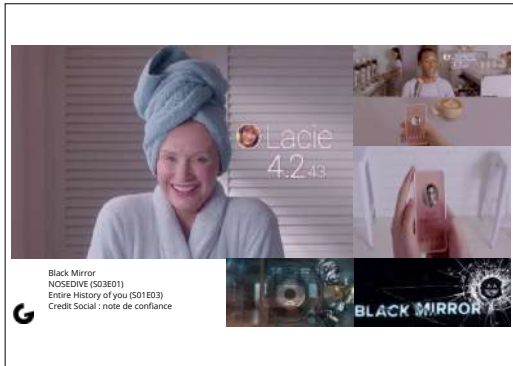 Lacie
4.2 43
Black Mirror
NOSEDIVE (S03E01)
Entire History of you (S01E03)
Credit Social : note de confiance
G
BLACK MIRROR